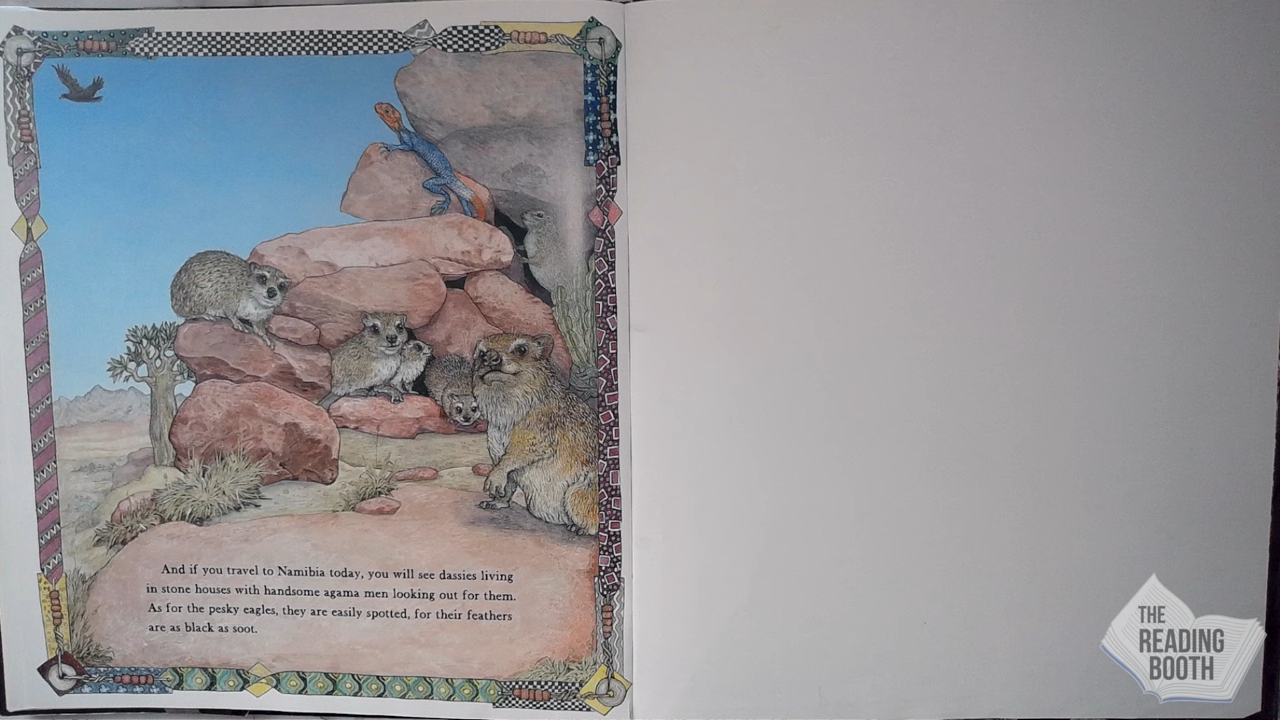 And if you travel to Namibia today, you will see dassies living
in stone houses with handsome agama men looking out for them.
As for the pesky eagles, they are easily spotted, for their feathers
are as black as soot.
THE
READING
BOOTH